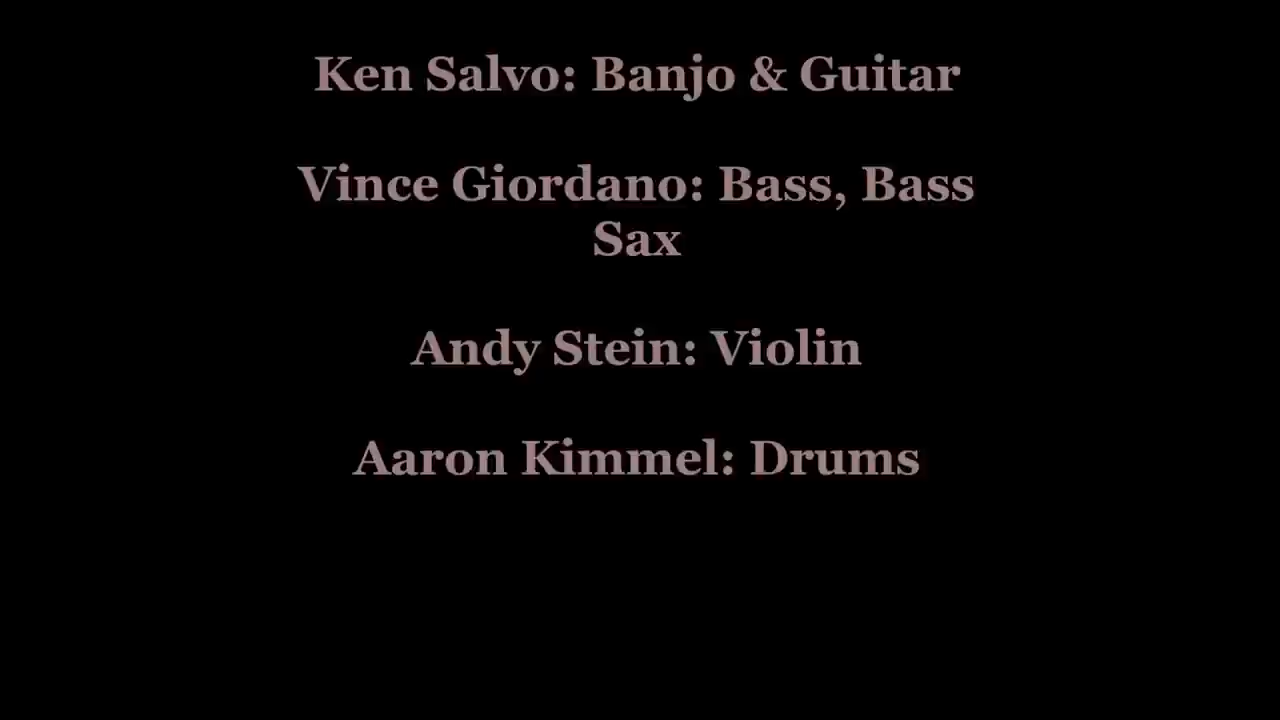 Ken Salvo: Banjo & Guitar
Vince Giordano: Bass, Bass
Sax
Andy Stein: Violin
Aaron Kimmel: Drums